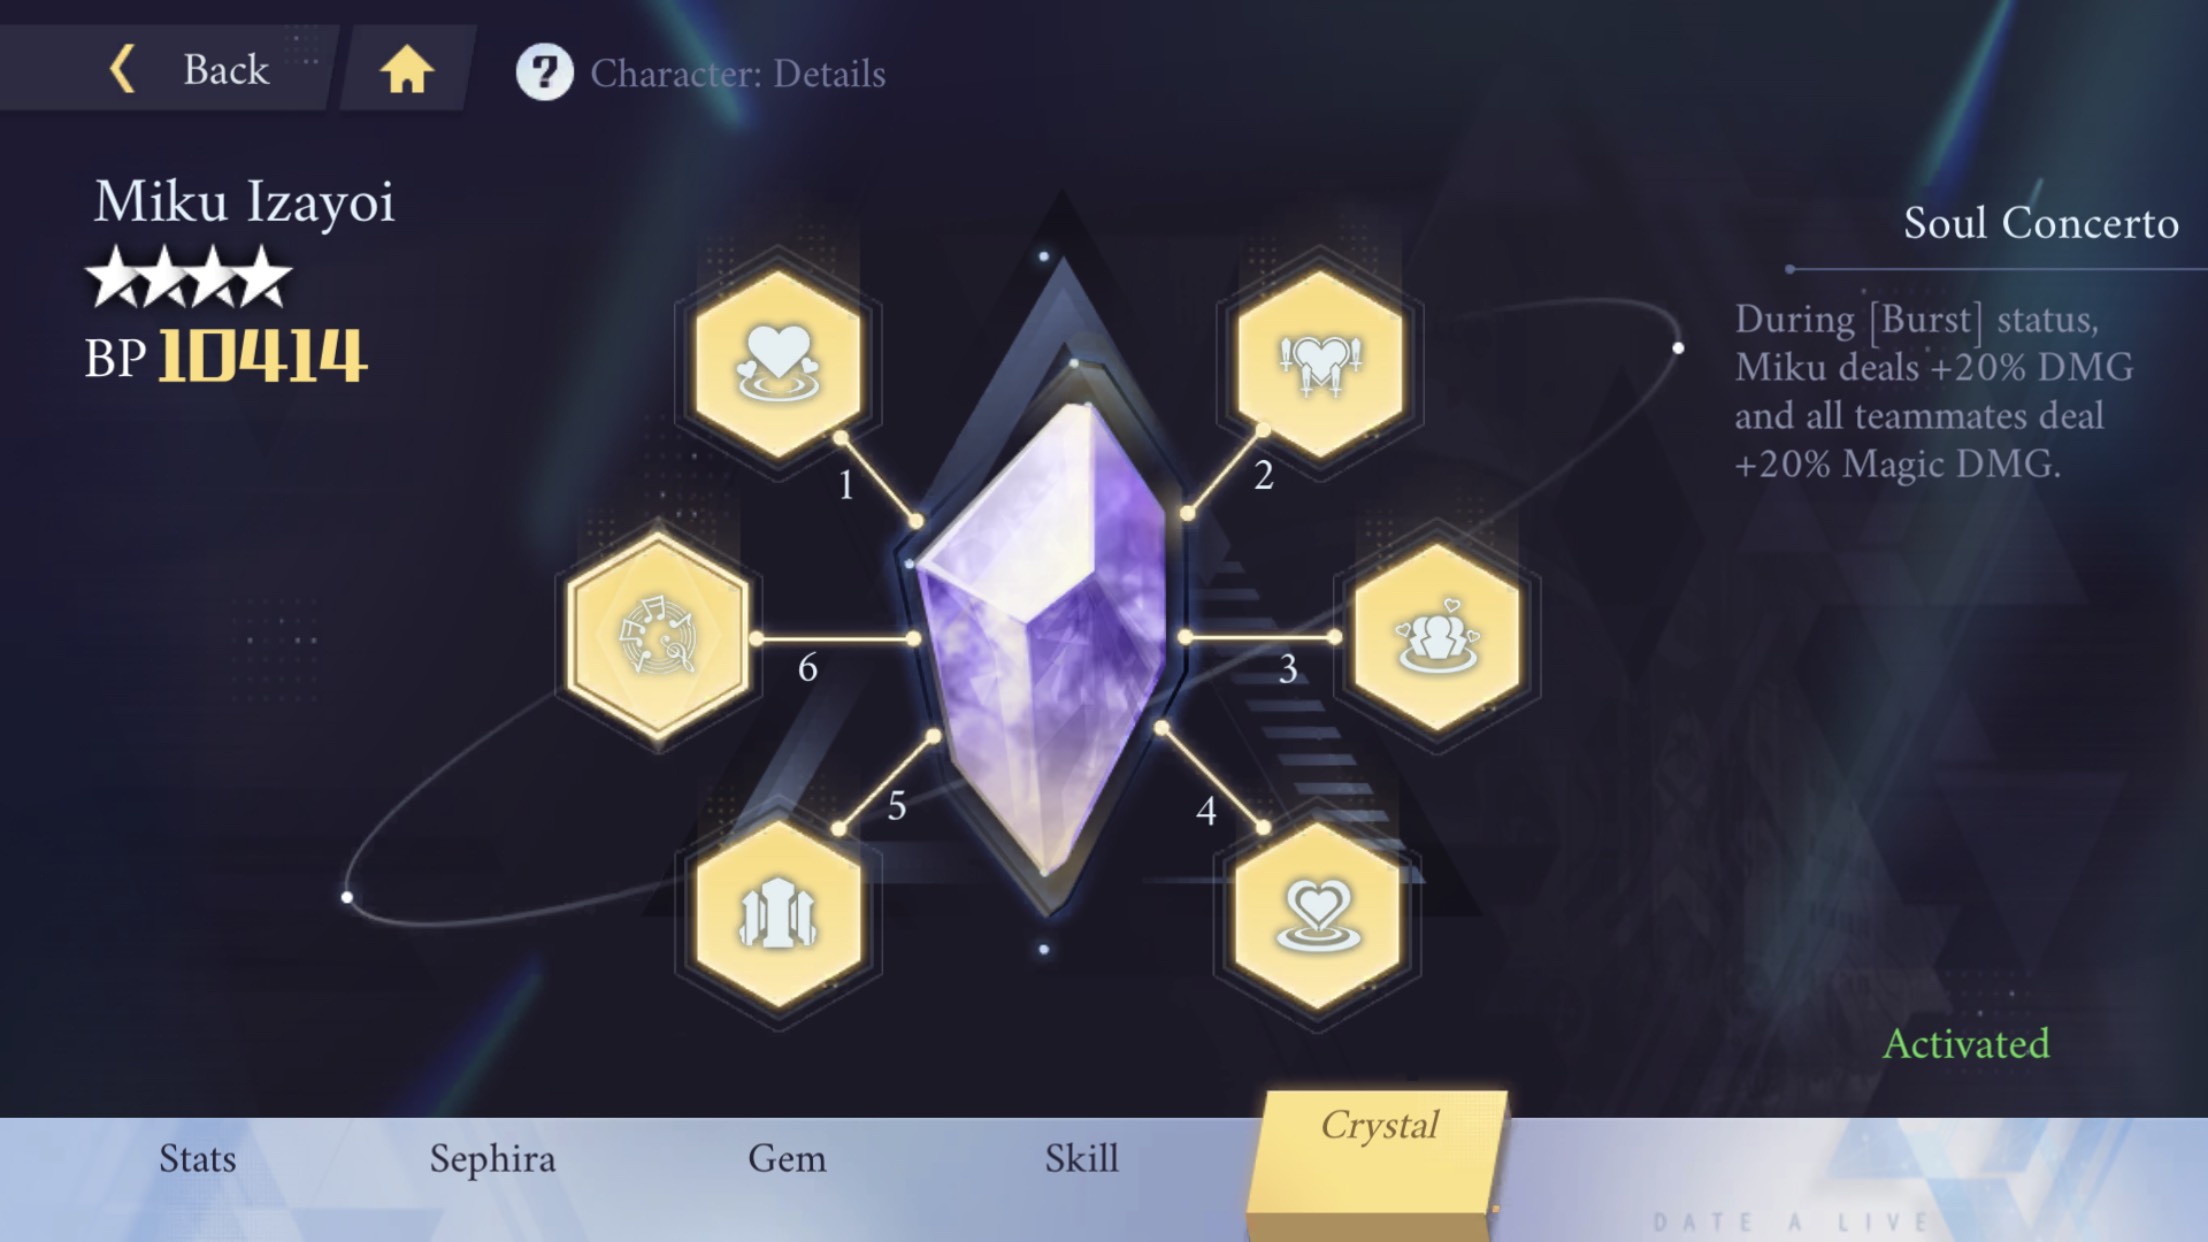 Back
? Character: Details
Miku Izayoi
BP 10414
Soul Concerto
During [Burst] status,
Miku deals +20% DMG
and all teammates deal
+20% Magic DMG.
1
2
3
4
5
6
Activated
Stats
Sephira
Gem
Skill
Crystal
DATE A LIVE